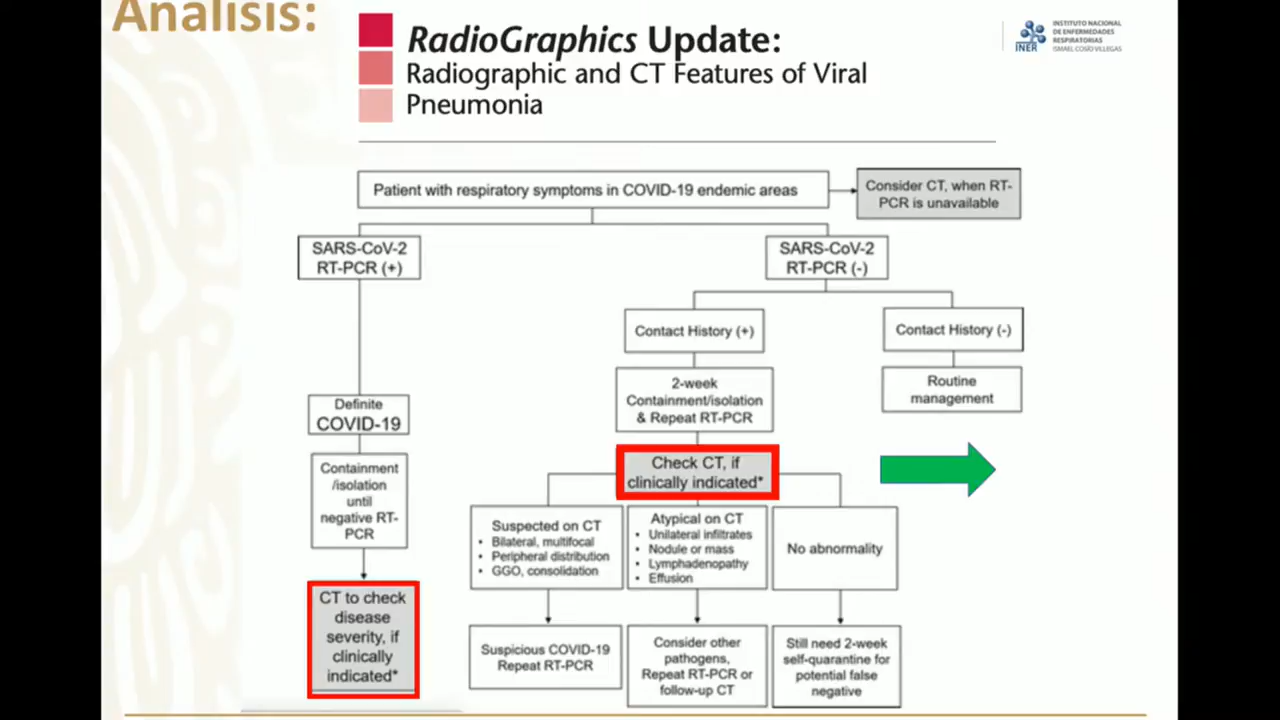 Análisis:
RadioGraphics Update:
Radiographic and CT Features of Viral
Pneumonia
INSTITUTO NACIONAL
DE ENFERMEDADES
RESPIRATORIAS
ISMAEL COSÍO VILLEGAS
INER
Patient with respiratory symptoms in COVID-19 endemic areas
Consider CT, when RT-
PCR is unavailable
SARS-CoV-2
RT-PCR (+)
SARS-CoV-2
RT-PCR (-)
Contact History (+)
Contact History (-)
2-week
Containment/isolation
& Repeat RT-PCR
Routine
management
Definite
COVID-19
Containment
/isolation
until
negative RT-
PCR
Check CT, if
clinically indicated*
Suspected on CT
• Bilateral, multifocal
• Peripheral distribution
• GGO, consolidation
Atypical on CT
• Unilateral infiltrates
• Nodule or mass
• Lymphadenopathy
• Effusion
No abnormality
CT to check
disease
severity, if
clinically
indicated*
Suspicious COVID-19
Repeat RT-PCR
Consider other
pathogens,
Repeat RT-PCR or
follow-up CT
Still need 2-week
self-quarantine for
potential false
negative